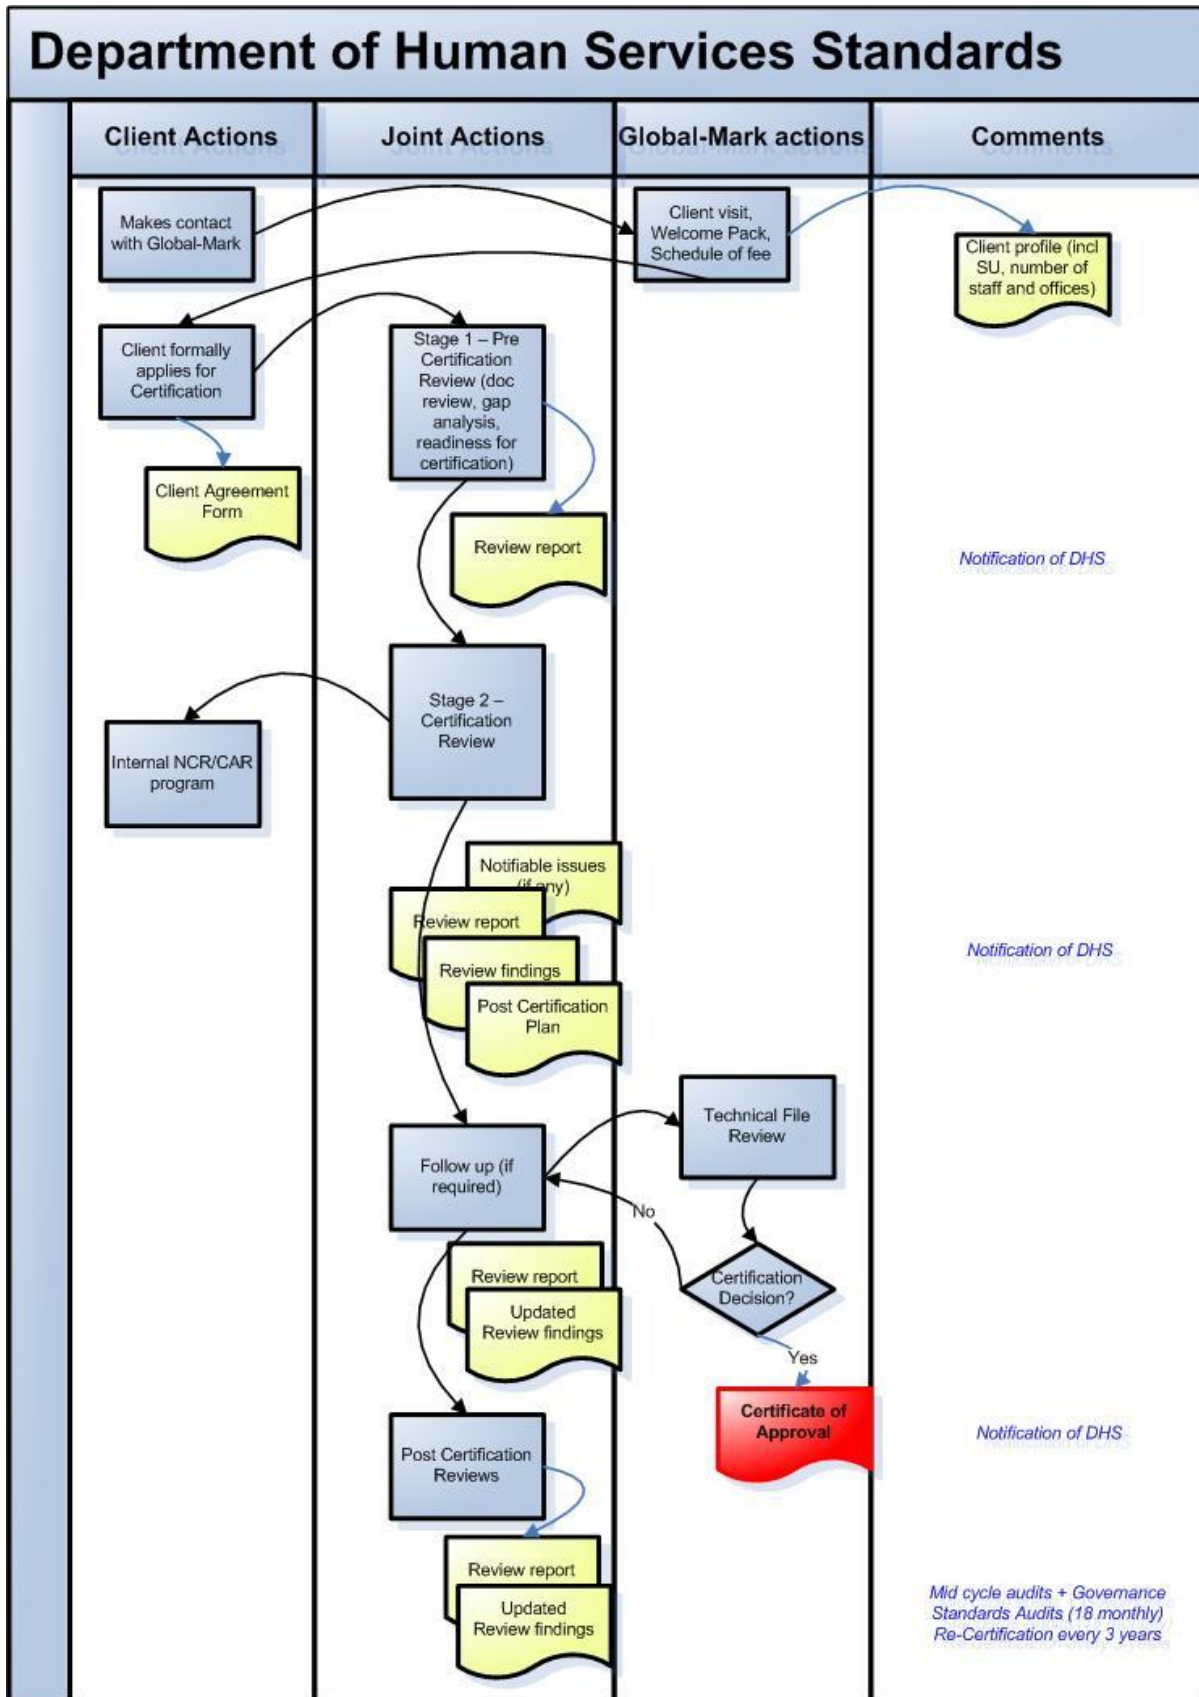 Department of Human Services Standards
Client Actions
Joint Actions
Global-Mark actions
Comments
Makes contact
with Global-Mark
Client visit,
Welcome Pack,
Schedule of fee
Client profile (incl
SU, number of
staff and offices)
Client formally
applies for
Certification
Stage 1 – Pre
Certification
Review (doc
review, gap
analysis,
readiness for
certification)
Client Agreement
Form
Review report
Notification of DHS
Stage 2 –
Certification
Review
Internal NCR/CAR
program
Notifiable issues
(if any)
Review report
Review findings
Post Certification
Plan
Notification of DHS
Technical File
Review
Follow up (if
required)
No
Certification
Decision?
Review report
Updated
Review findings
Yes
Certificate of
Approval
Notification of DHS
Post Certification
Reviews
Review report
Updated
Review findings
Mid cycle audits + Governance
Standards Audits (18 monthly)
Re-Certification every 3 years